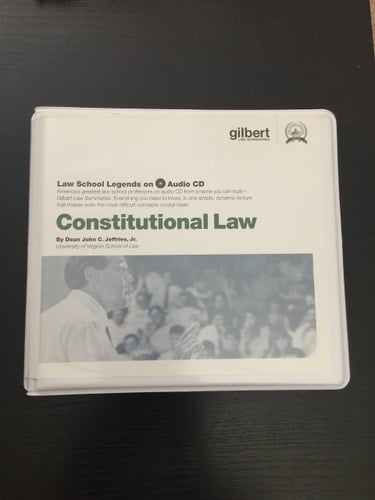 gilbert
Law Summaries
Law School Legends on Audio CD
America's greatest law school professors on audio CD from a name you can trust –
Gilbert Law Summaries. Everything you need to know, in one simple, dynamic lecture
that makes even the most difficult concepts crystal clear!
Constitutional Law
By Dean John C. Jeffries, Jr.
University of Virginia School of Law